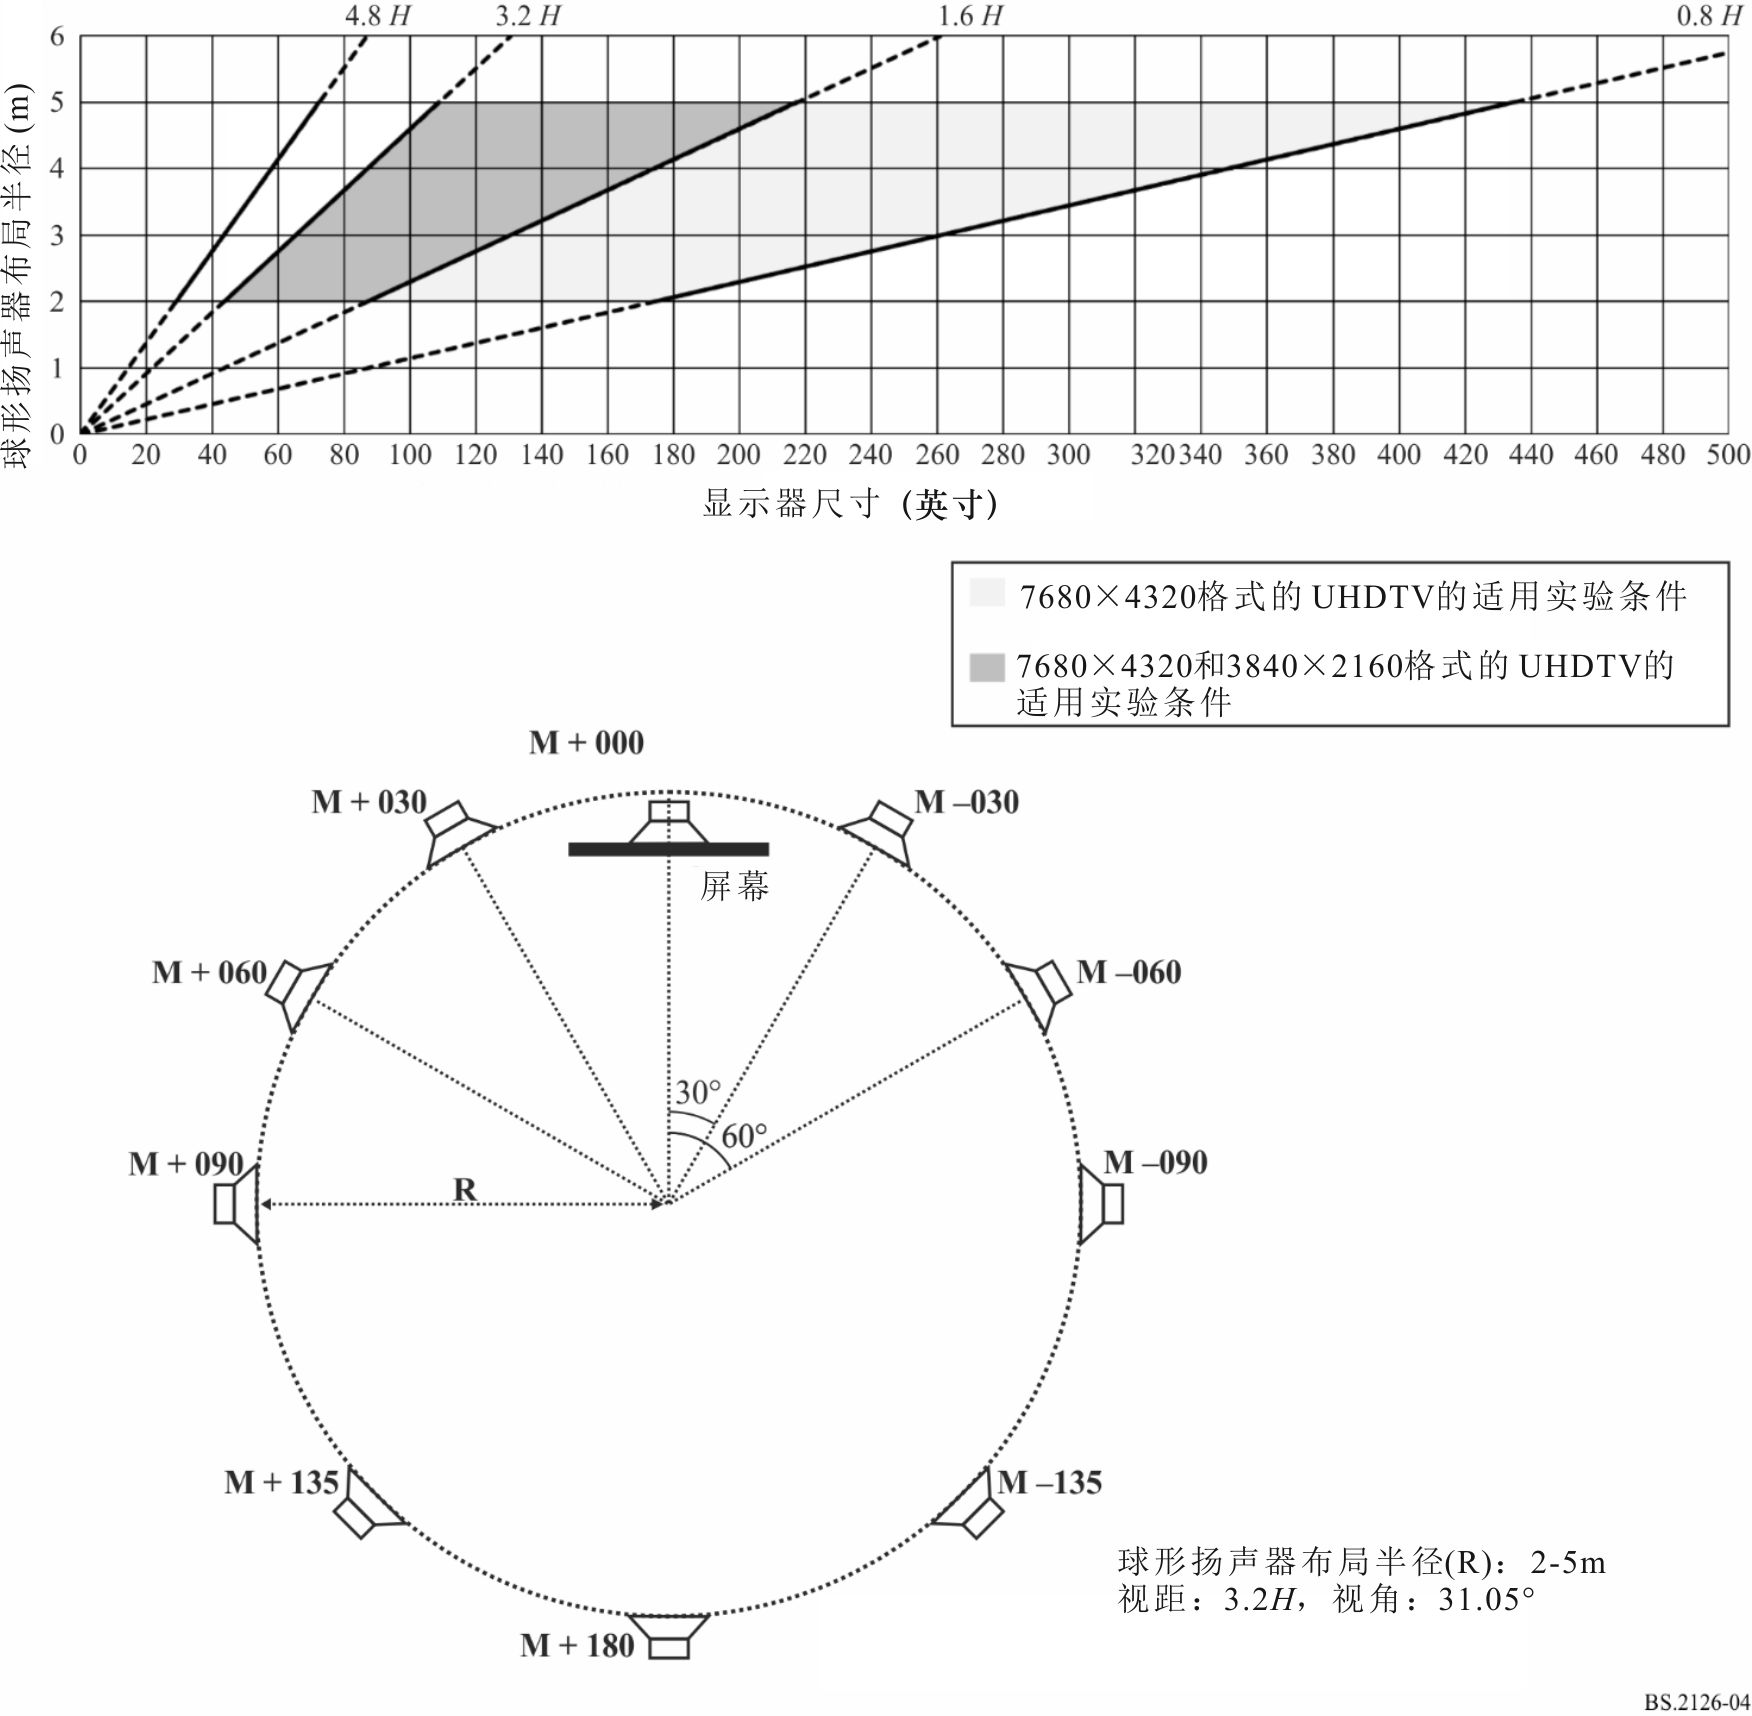 4.8 H 3.2 H 1.6 H 0.8 H
球形扬声器布局半径 (m)
6
5
4
3
2
1
0
0 20 40 60 80 100 120 140 160 180 200 220 240 260 280 300 320 340 360 380 400 420 440 460 480 500
显示器尺寸 (英寸)
7680×4320格式的 UHDTV的适用实验条件
7680×4320和3840×2160格式的 UHDTV的
适用实验条件
M + 000
M + 030
M –030
屏幕
M + 060
M –060
30°
60°
M + 090
M –090
R
M + 135
M –135
球形扬声器布局半径(R)：2-5m
视距：3.2H，视角：31.05°
M + 180
BS.2126-04